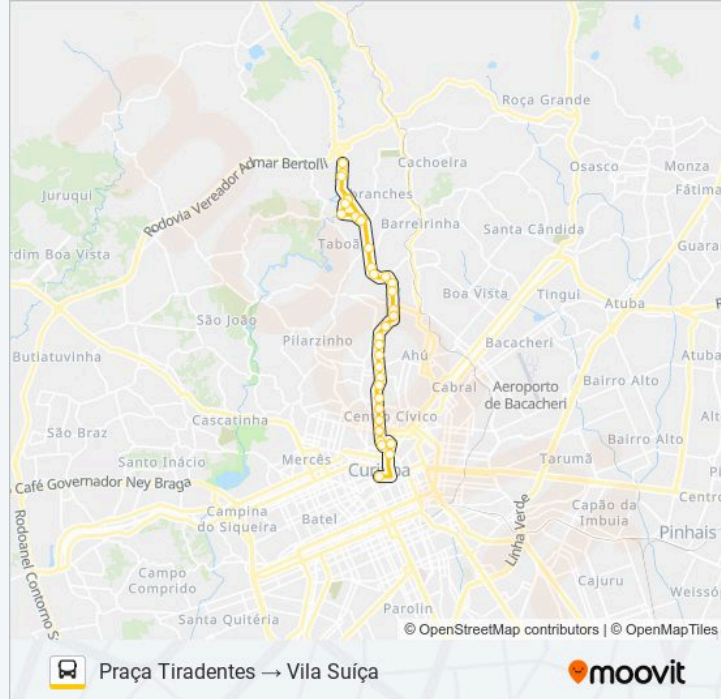 Roça Grande
mar Bertolli
Cachoeira
Osasco
Monza
Fátima
Juruqui
Rodovia Vereador Ad
branches
Barreirinha
Santa Cândida
Taboã
Guara
rdim Boa Vista
Boa Vista
Tingui
Atuba
São João
Pilarzinho
Bacacheri
Butiatuvinha
Ahú
Atuba
Cabral
Aeroporto
de Bacacheri
Bairro Alto
Cascatinha
Centro Cívico
Alt
São Braz
Bairro Alto
Santo Inácio
Mercês
Curitiba
Tarumã
o Café Governador Ney Braga
Centro
Campina
do Siqueira
Batel
Capão da
Imbuia
Linha Verde
Pinhais
Rodoanel Contorno S
Campo
Comprido
Cajuru
Weissó
Santa Quitéria
Parolin
© OpenStreetMap contributors | © OpenMapTiles
Praça Tiradentes → Vila Suíça
moovit